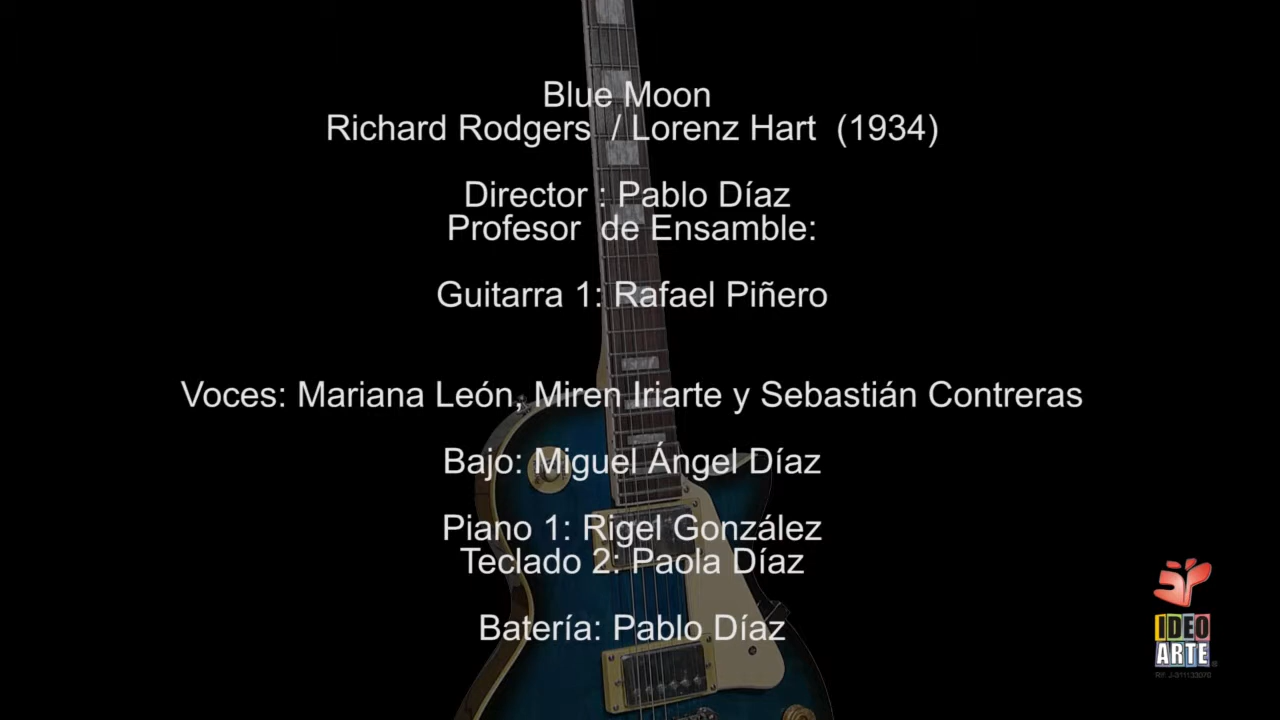 Blue Moon
Richard Rodgers / Lorenz Hart (1934)
Director : Pablo Díaz
Profesor de Ensamble:
Guitarra 1: Rafael Piñero
Voces: Mariana León, Miren Iriarte y Sebastián Contreras
Bajo: Miguel Ángel Díaz
Piano 1: Rigel González
Teclado 2: Paola Díaz
Batería: Pablo Díaz
IDEO
ARTE